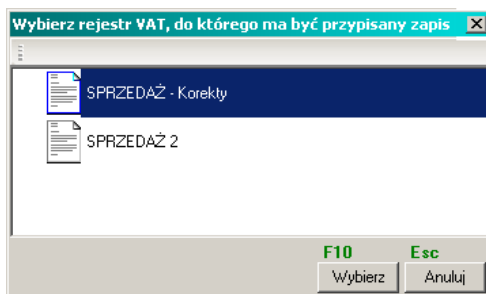 Wybierz rejestr VAT, do którego ma być przypisany zapis
SPRZEDAŻ - Korekty
SPRZEDAŻ 2
F10 Esc
Wybierz Anuluj